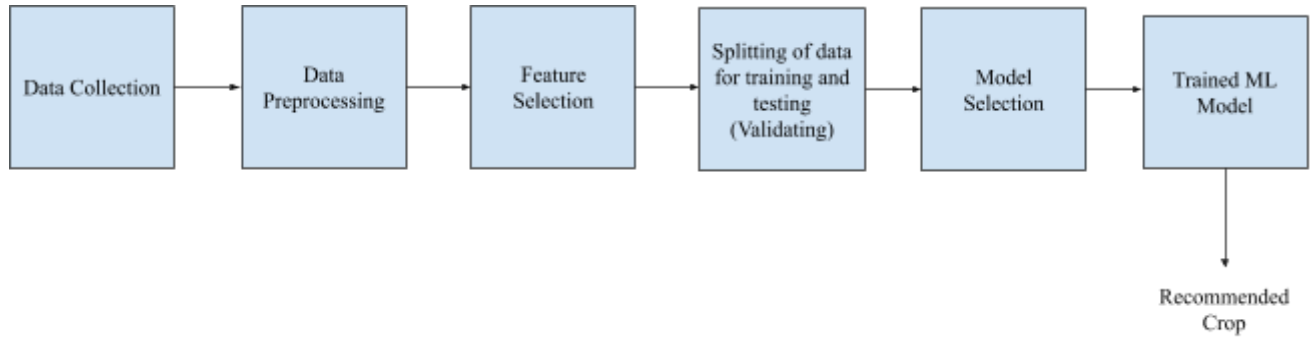 Data Collection
Data
Preprocessing
Feature
Selection
Splitting of data
for training and
testing
(Validating)
Model
Selection
Trained ML
Model
Recommended
Crop